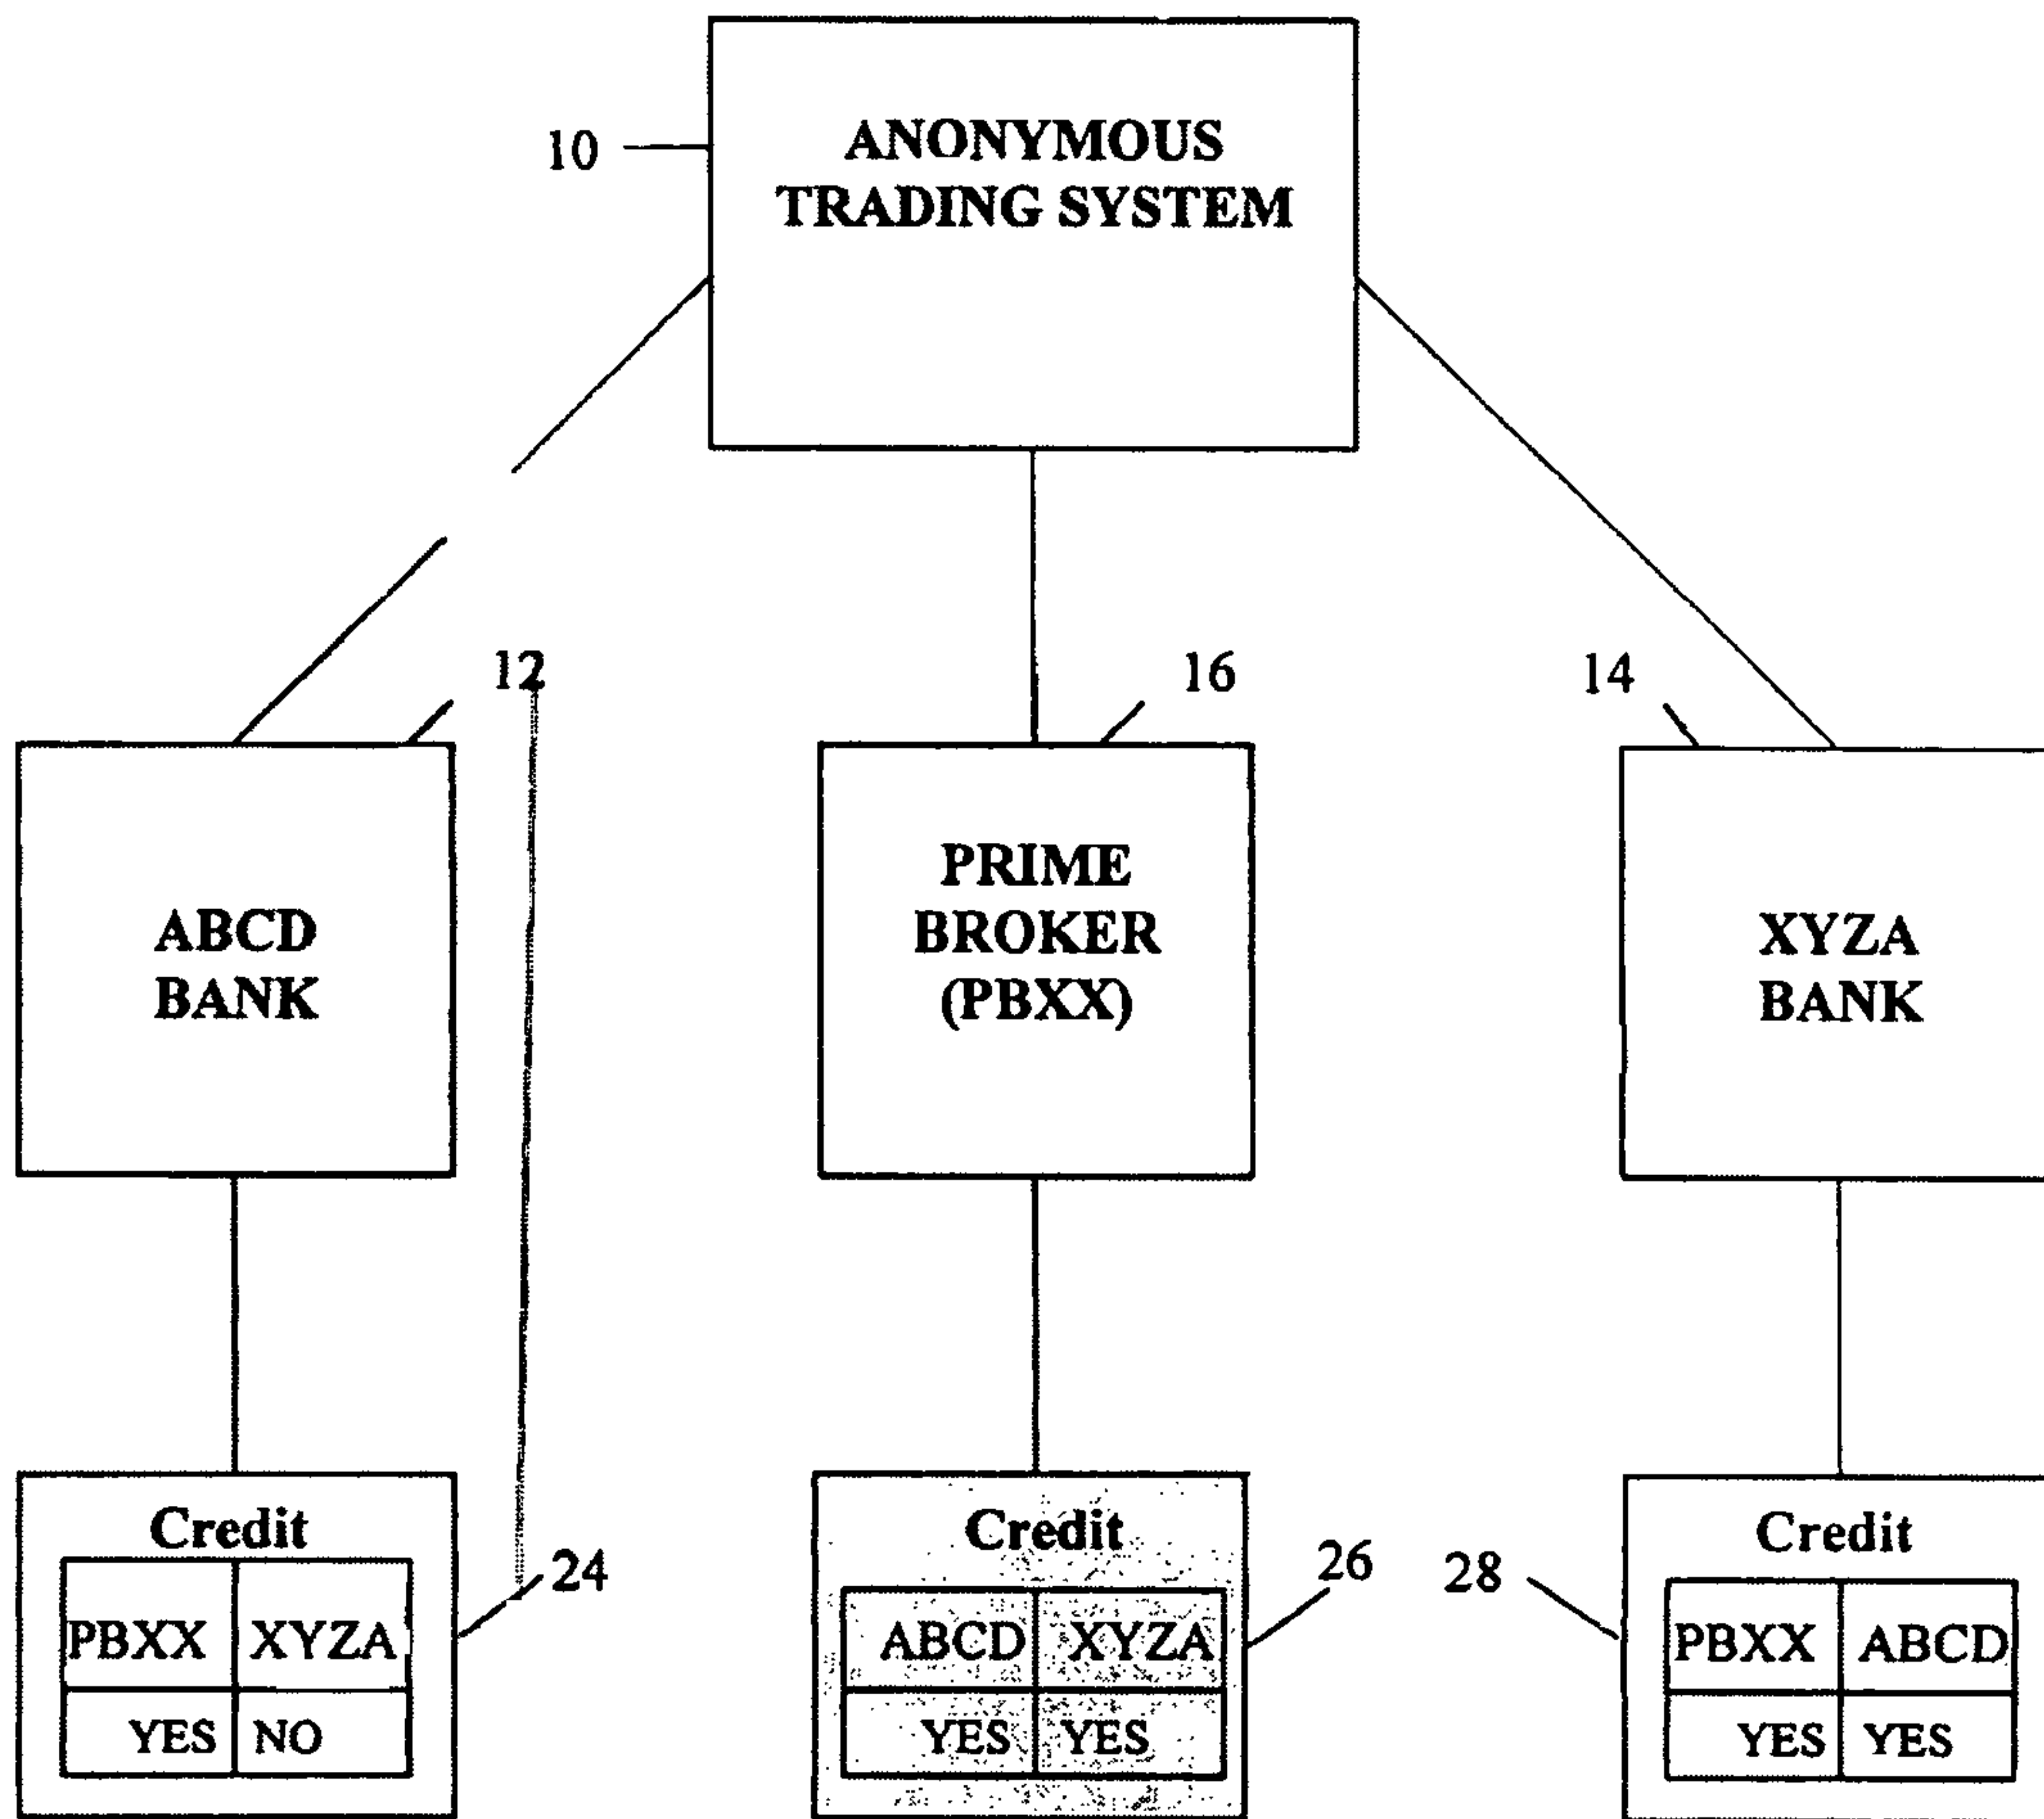 10
ANONYMOUS
TRADING SYSTEM
12
16
14
ABCD
BANK
PRIME
BROKER
(PBXX)
XYZA
BANK
Credit
PBXX XYZA
YES NO
24
Credit
ABCD XYZA
YES YES
26
28
Credit
PBXX ABCD
YES YES